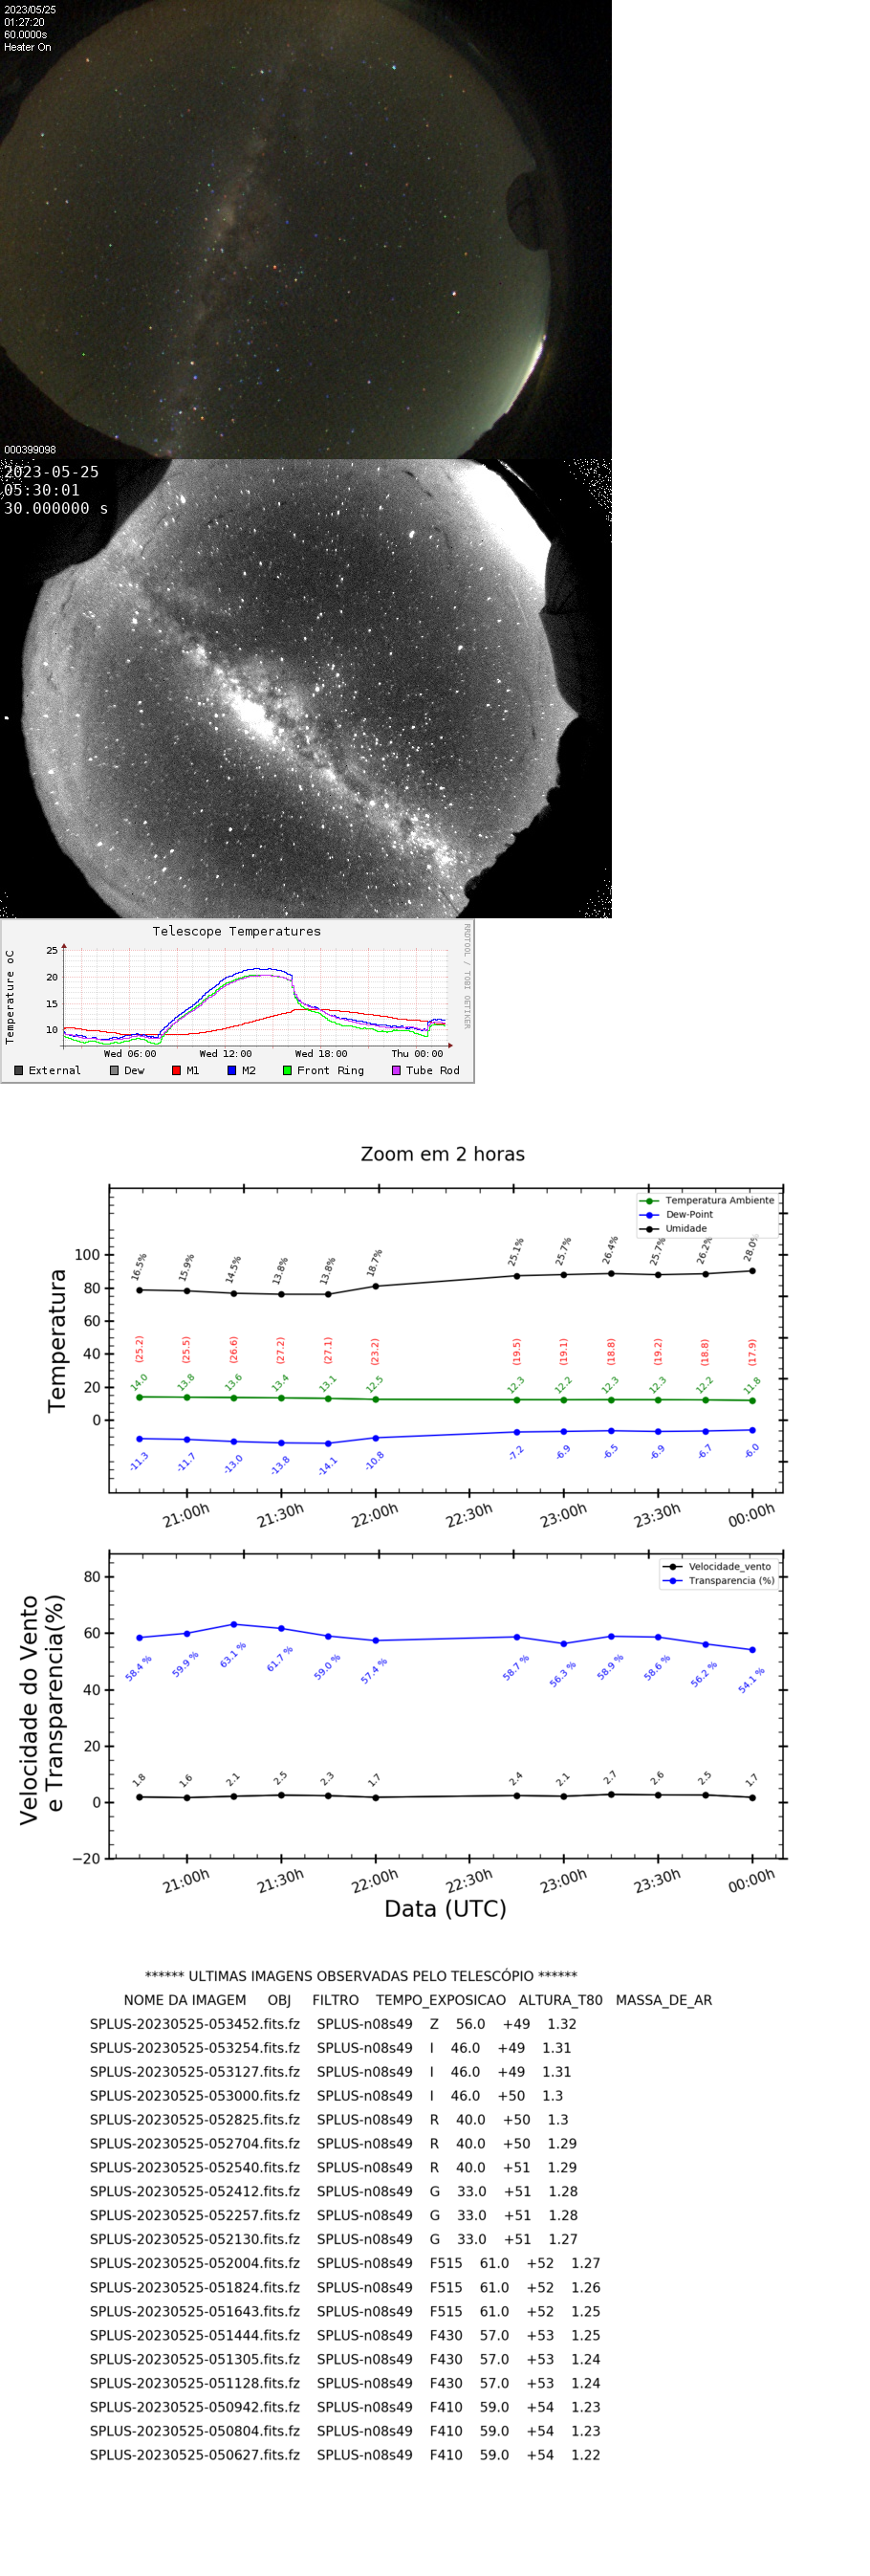 2023/05/25
01:27:20
60.0000s
Heater On
000399098
2023-05-25
05:30:01
30.000000 s
Telescope Temperatures
RRDTOOL / TOBI OETIKER
Temperature oC
25
20
15
10
Wed 06:00 Wed 12:00 Wed 18:00 Thu 00:00
External Dew M1 M2 Front Ring Tube Rod
Zoom em 2 horas
Temperatura Ambiente
Dew-Point
Umidade
Temperatura
100
80
60
40
20
0
16.5% 15.9% 14.5% 13.8% 13.8% 18.7% 25.1% 25.7% 26.4% 25.7% 26.2% 28.0%
(25.2) (25.5) (26.6) (27.2) (27.1) (23.2) (19.5) (19.1) (18.8) (19.2) (18.8) (17.9)
14.0 13.8 13.6 13.4 13.1 12.5 12.3 12.2 12.3 12.3 12.2 11.8
-11.3 -11.7 -13.0 -13.8 -14.1 -10.8 -7.2 -6.9 -6.5 -6.9 -6.7 -6.0
21:00h 21:30h 22:00h 22:30h 23:00h 23:30h 00:00h
Velocidade_vento
Transparencia (%)
Velocidade do Vento
e Transparencia(%)
80
60
40
20
0
−20
58.4 % 59.9 % 63.1 % 61.7 % 59.0 % 57.4 % 58.7 % 56.3 % 58.9 % 58.6 % 56.2 % 54.1 %
1.8 1.6 2.1 2.5 2.3 1.7 2.4 2.1 2.7 2.6 2.5 1.7
21:00h 21:30h 22:00h 22:30h 23:00h 23:30h 00:00h
Data (UTC)
****** ULTIMAS IMAGENS OBSERVADAS PELO TELESCÓPIO ******
NOME DA IMAGEM OBJ FILTRO TEMPO_EXPOSICAO ALTURA_T80 MASSA_DE_AR
SPLUS-20230525-053452.fits.fz SPLUS-n08s49 Z 56.0 +49 1.32
SPLUS-20230525-053254.fits.fz SPLUS-n08s49 I 46.0 +49 1.31
SPLUS-20230525-053127.fits.fz SPLUS-n08s49 I 46.0 +49 1.31
SPLUS-20230525-053000.fits.fz SPLUS-n08s49 I 46.0 +50 1.3
SPLUS-20230525-052825.fits.fz SPLUS-n08s49 R 40.0 +50 1.3
SPLUS-20230525-052704.fits.fz SPLUS-n08s49 R 40.0 +50 1.29
SPLUS-20230525-052540.fits.fz SPLUS-n08s49 R 40.0 +51 1.29
SPLUS-20230525-052412.fits.fz SPLUS-n08s49 G 33.0 +51 1.28
SPLUS-20230525-052257.fits.fz SPLUS-n08s49 G 33.0 +51 1.28
SPLUS-20230525-052130.fits.fz SPLUS-n08s49 G 33.0 +51 1.27
SPLUS-20230525-052004.fits.fz SPLUS-n08s49 F515 61.0 +52 1.27
SPLUS-20230525-051824.fits.fz SPLUS-n08s49 F515 61.0 +52 1.26
SPLUS-20230525-051643.fits.fz SPLUS-n08s49 F515 61.0 +52 1.25
SPLUS-20230525-051444.fits.fz SPLUS-n08s49 F430 57.0 +53 1.25
SPLUS-20230525-051305.fits.fz SPLUS-n08s49 F430 57.0 +53 1.24
SPLUS-20230525-051128.fits.fz SPLUS-n08s49 F430 57.0 +53 1.24
SPLUS-20230525-050942.fits.fz SPLUS-n08s49 F410 59.0 +54 1.23
SPLUS-20230525-050804.fits.fz SPLUS-n08s49 F410 59.0 +54 1.23
SPLUS-20230525-050627.fits.fz SPLUS-n08s49 F410 59.0 +54 1.22